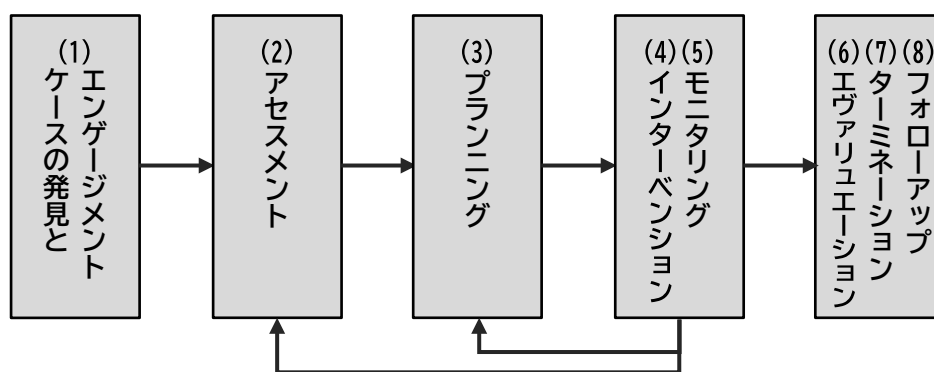 (1)
ケースの発見と
エンゲージメント
(2)
アセスメント
(3)
プランニング
(4)
インターベンション
(5)
モニタリング
(6)
エヴァリュエーション
(7)
ターミネーション
(8)
フォローアップ